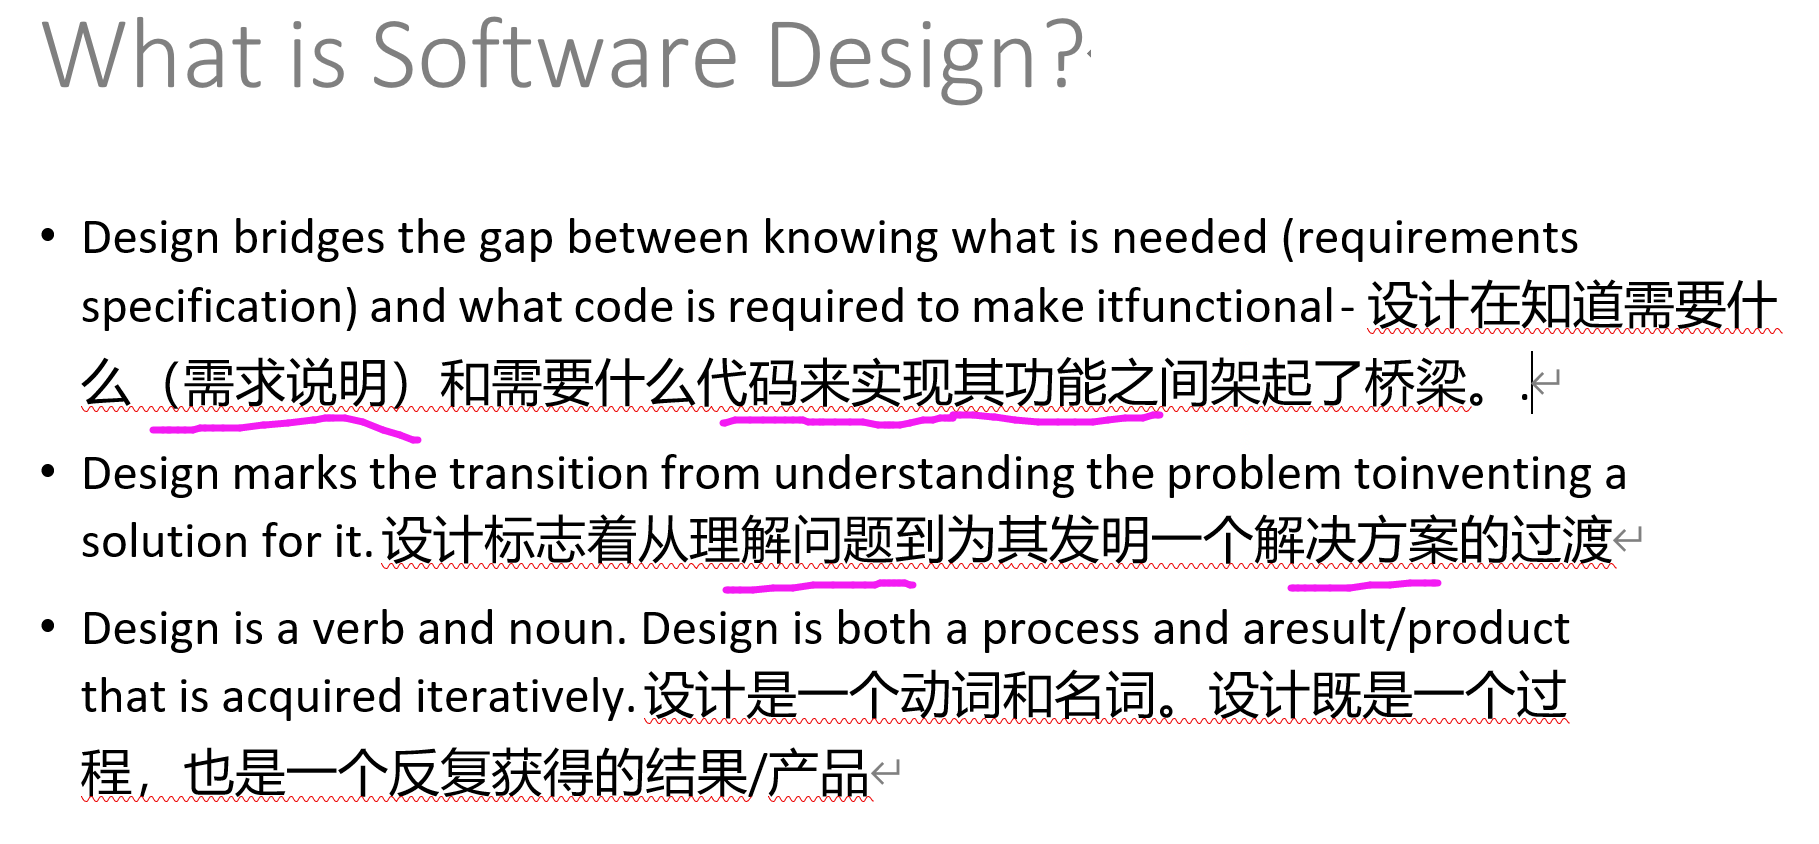 What is Software Design?
• Design bridges the gap between knowing what is needed (requirements
specification) and what code is required to make itfunctional- 设计在知道需要什
么（需求说明）和需要什么代码来实现其功能之间架起了桥梁。.
• Design marks the transition from understanding the problem toinventing a
solution for it.设计标志着从理解问题到为其发明一个解决方案的过渡
• Design is a verb and noun. Design is both a process and aresult/product
that is acquired iteratively.设计是一个动词和名词。设计既是一个过
程，也是一个反复获得的结果/产品